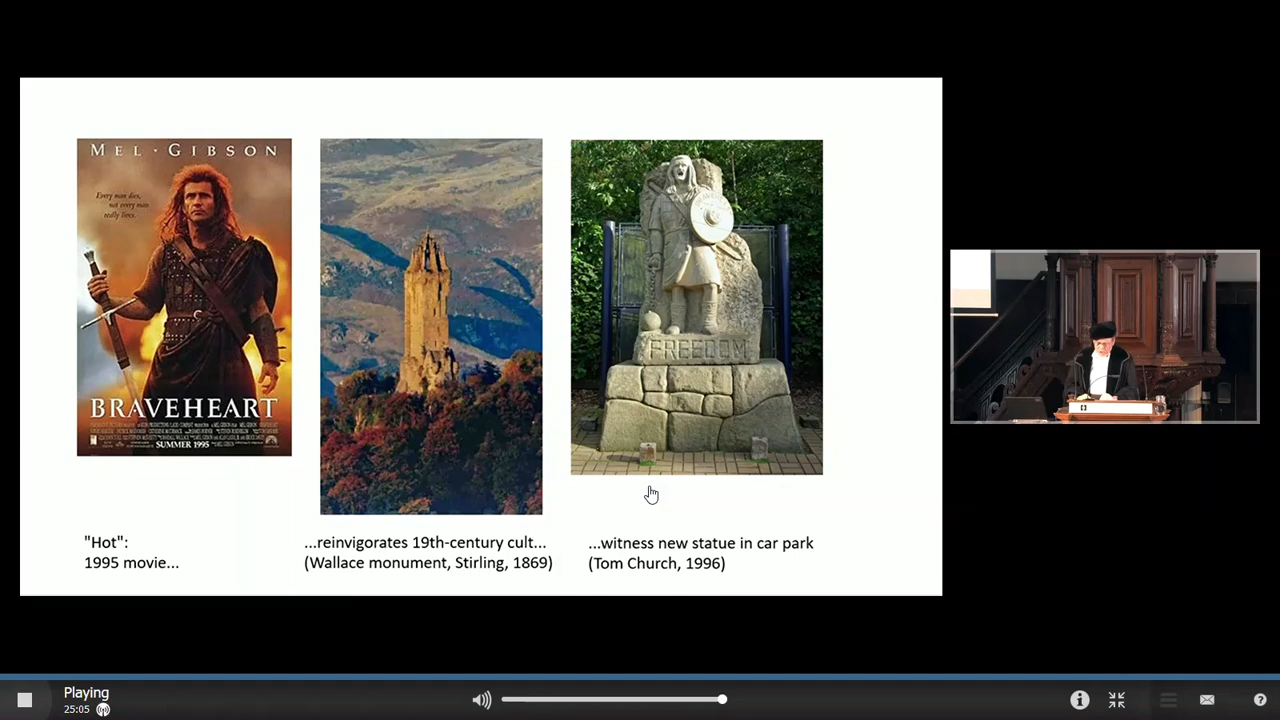 MEL · GIBSON
Every man dies,
not every man
really lives.
BRAVEHEART
SUMMER 1995
FREEDOM
"Hot":
1995 movie...
...reinvigorates 19th-century cult...
(Wallace monument, Stirling, 1869)
...witness new statue in car park
(Tom Church, 1996)
Playing
25:05